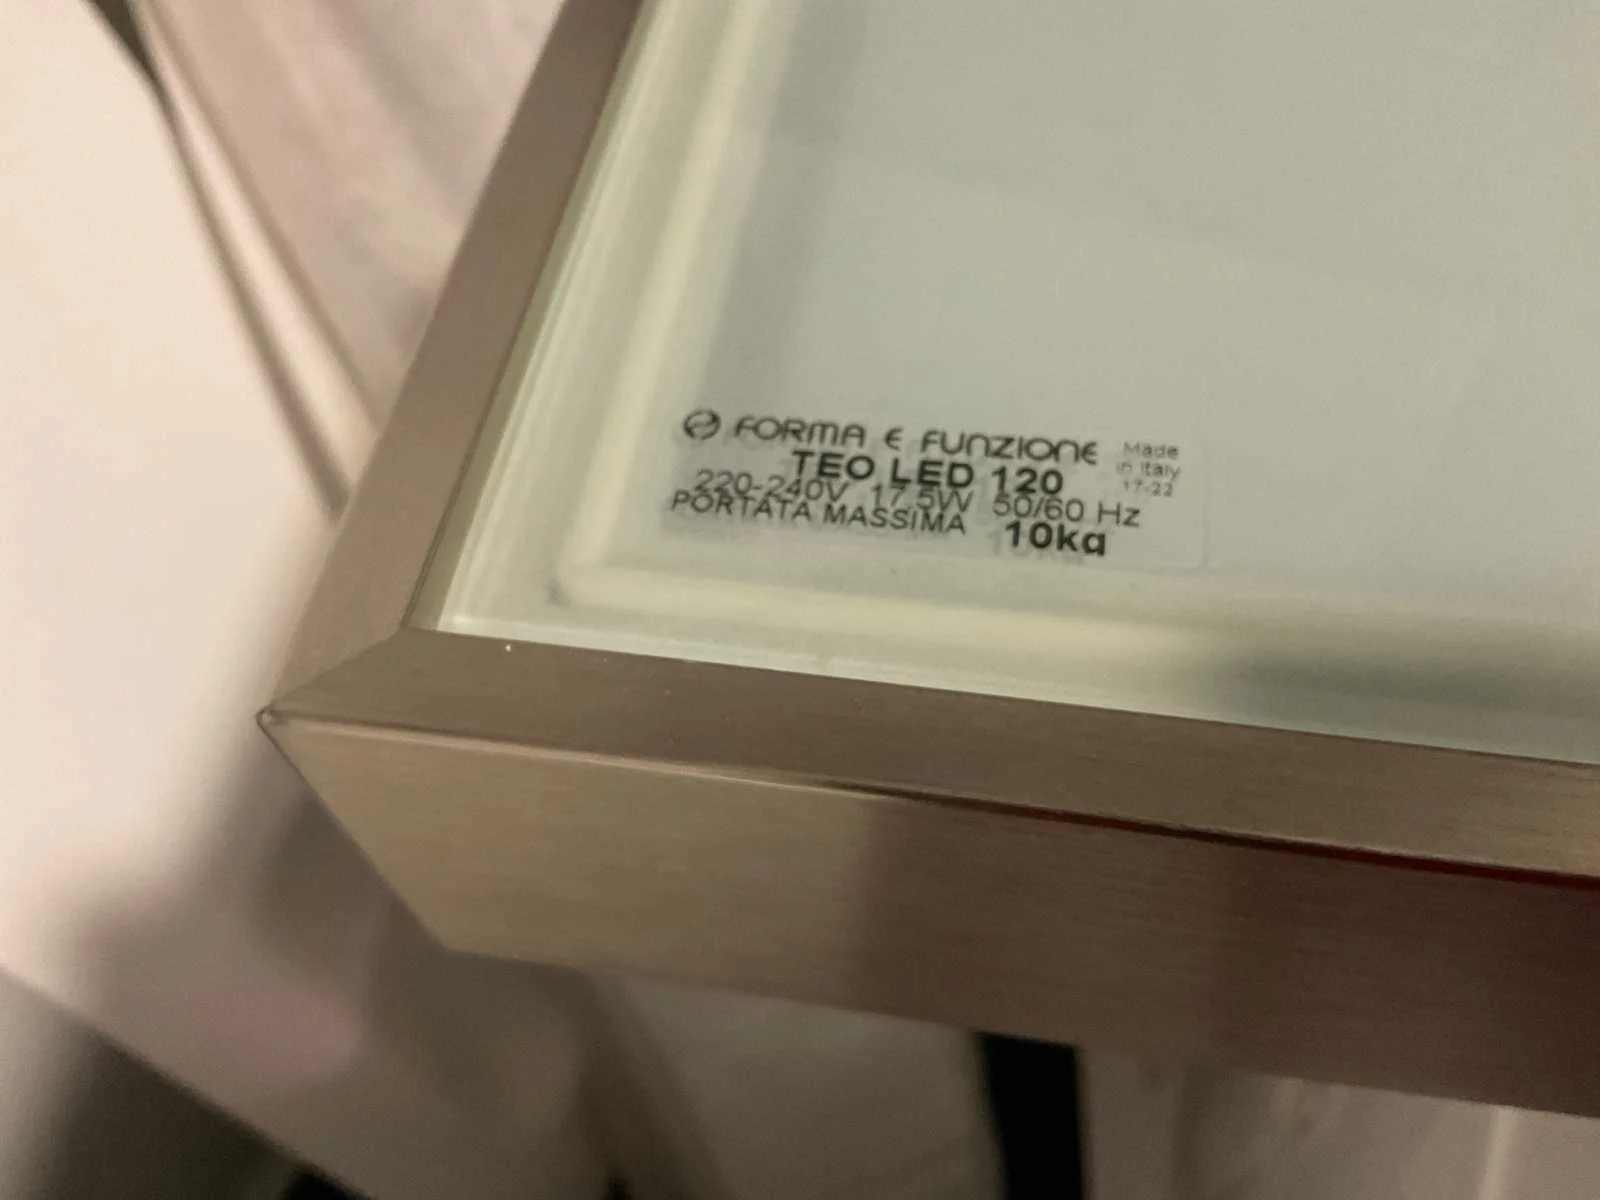 FORMA E FUNZIONE
Made
in Italy
17-22
TEO LED 120
220-240V 17,5W 50/60 Hz
PORTATA MASSIMA 10kg